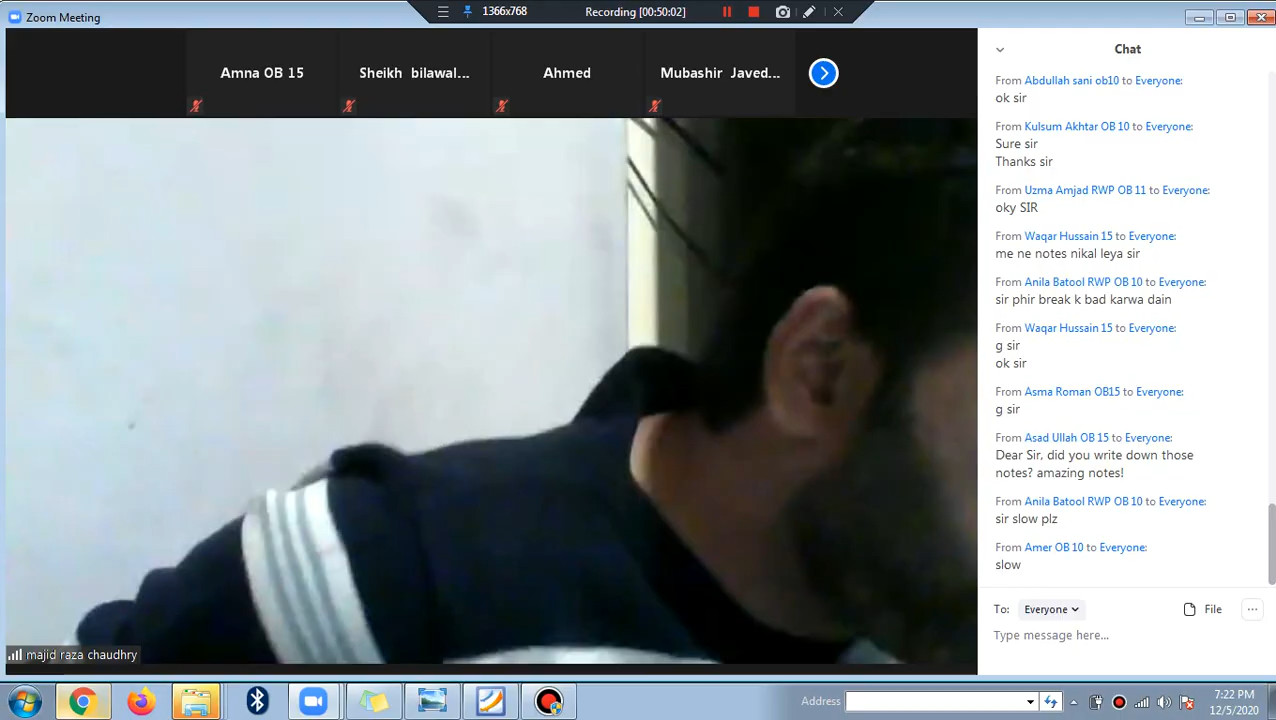 Zoom Meeting
1366x768
Recording [00:50:02]
Amna OB 15
Sheikh bilawal...
Ahmed
Mubashir Javed...
Chat
From Abdullah sani ob10 to Everyone:
ok sir
From Kulsum Akhtar OB 10 to Everyone:
Sure sir
Thanks sir
From Uzma Amjad RWP OB 11 to Everyone:
oky SIR
From Waqar Hussain 15 to Everyone:
me ne notes nikal leya sir
From Anila Batool RWP OB 10 to Everyone:
sir phir break k bad karwa dain
From Waqar Hussain 15 to Everyone:
g sir
ok sir
From Asma Roman OB15 to Everyone:
g sir
From Asad Ullah OB 15 to Everyone:
Dear Sir, did you write down those
notes? amazing notes!
From Anila Batool RWP OB 10 to Everyone:
sir slow plz
From Amer OB 10 to Everyone:
slow
To: Everyone
File
Type message here...
majid raza chaudhry
Address
7:22 PM
12/5/2020